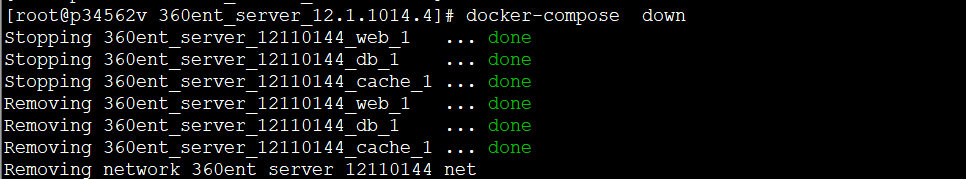 [root@p34562v 360ent_server_12.1.1014.4]# docker-compose  down
Stopping 360ent_server_12110144_web_1   ... done
Stopping 360ent_server_12110144_db_1    ... done
Stopping 360ent_server_12110144_cache_1 ... done
Removing 360ent_server_12110144_web_1   ... done
Removing 360ent_server_12110144_db_1    ... done
Removing 360ent_server_12110144_cache_1 ... done
Removing network 360ent_server_12110144_net